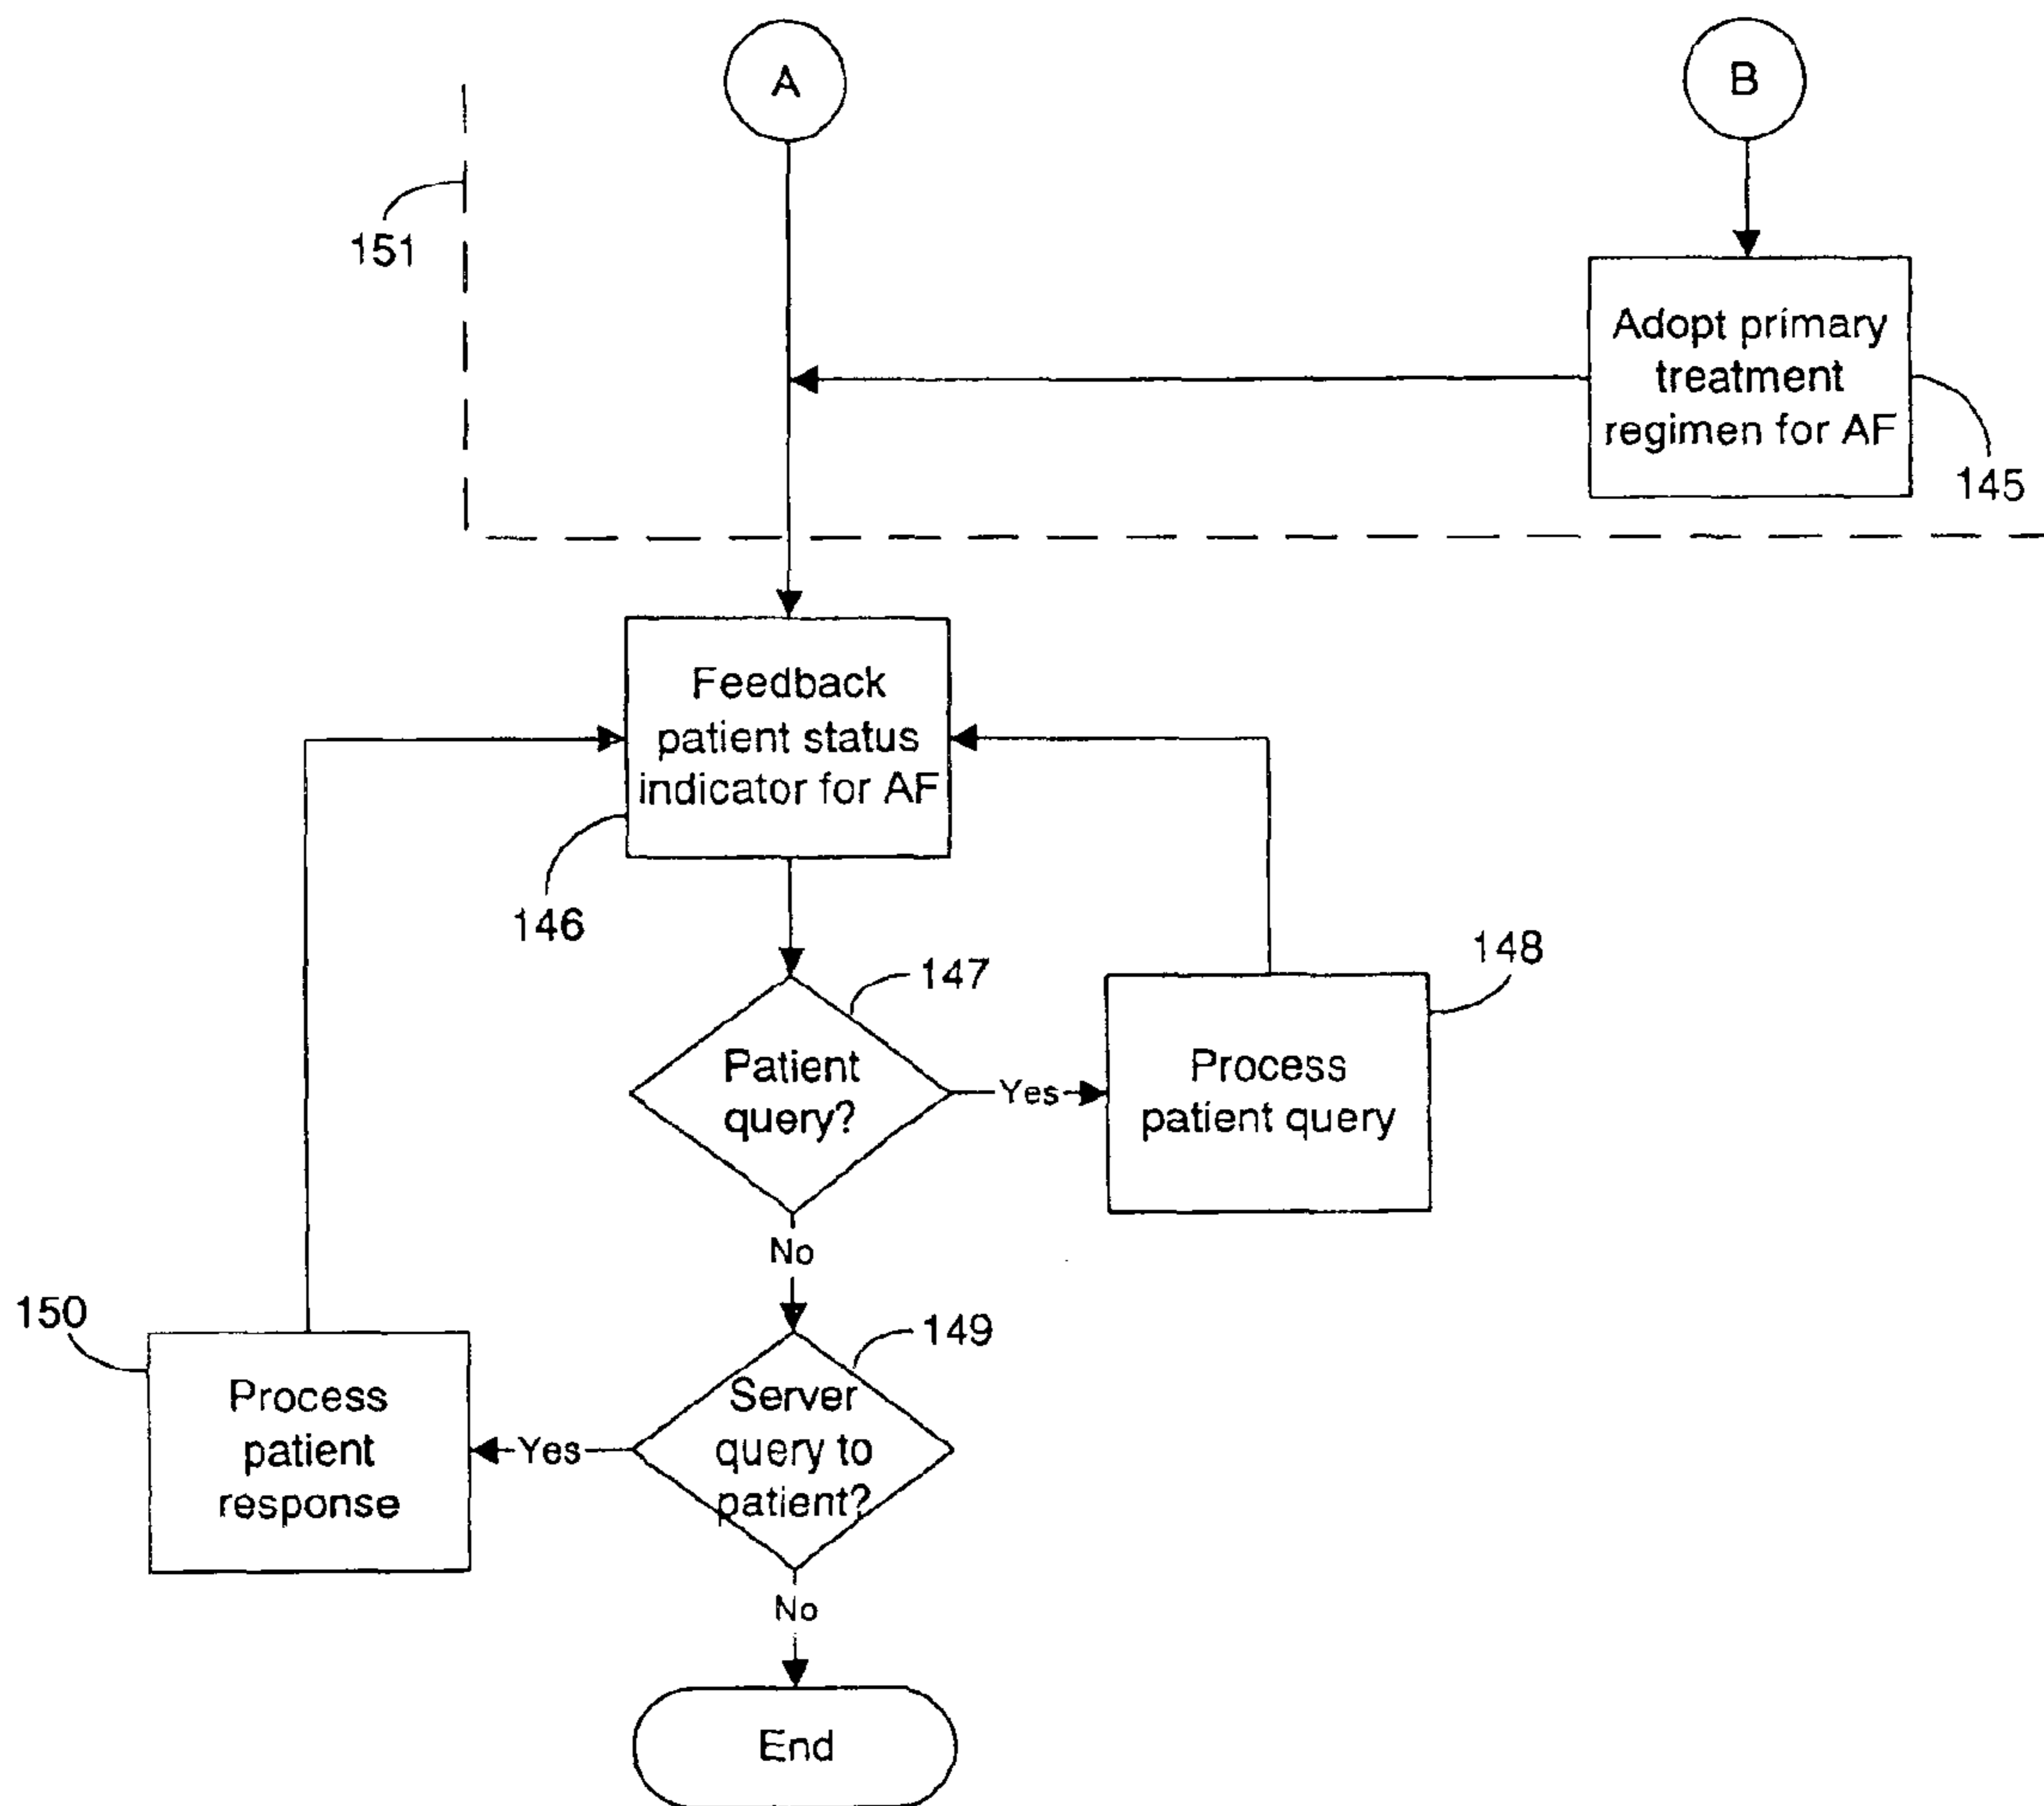 A
B
151
Adopt primary
treatment
regimen for AF
145
Feedback
patient status
indicator for AF
146
147
148
Patient
query?
Yes
Process
patient query
No
150
149
Process
patient
response
Yes
Server
query to
patient?
No
End